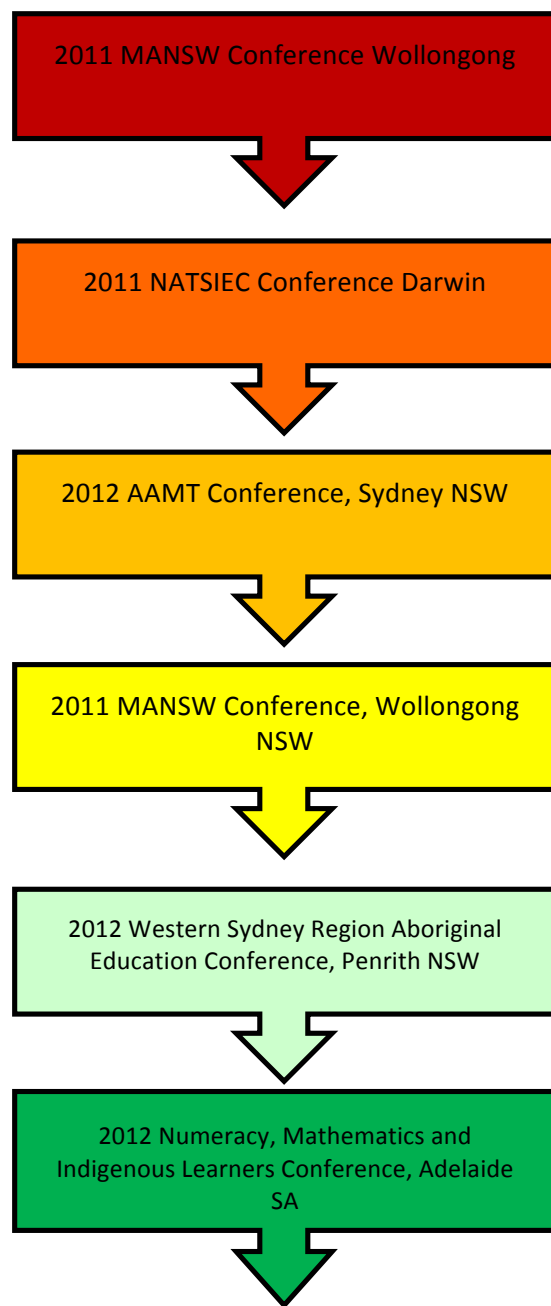 2011 MANSW Conference Wollongong
2011 NATSIEC Conference Darwin
2012 AAMT Conference, Sydney NSW
2011 MANSW Conference, Wollongong
NSW
2012 Western Sydney Region Aboriginal
Education Conference, Penrith NSW
2012 Numeracy, Mathematics and
Indigenous Learners Conference, Adelaide
SA